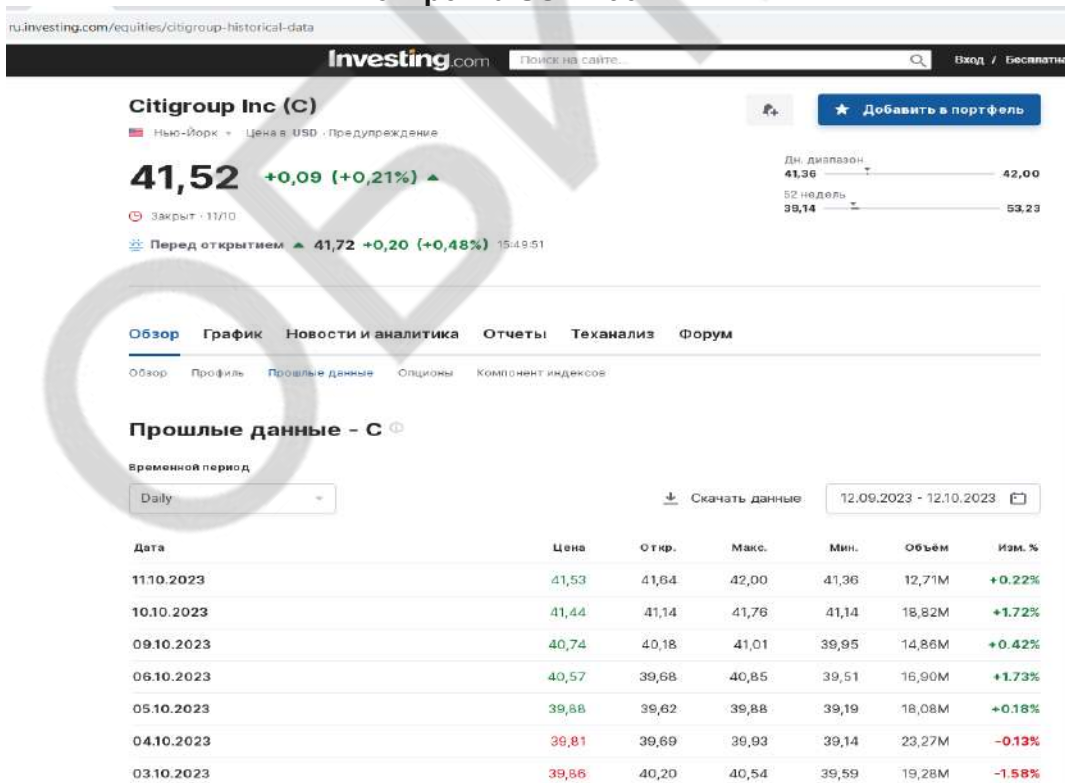 ru.investing.com/equities/citigroup-historical-data
Investing.com Поиск на сайте... Вход / Бесплатна
Citigroup Inc (C)
Добавить в портфель
Нью-Йорк Цена в USD · Предупреждение
41,52 +0,09 (+0,21%)
Дн. диапазон
41,36 42,00
52 недель
39,14 53,23
Закрыт · 11/10
Перед открытием 41,72 +0,20 (+0,48%) 15:49:51
Обзор График Новости и аналитика Отчеты Теханализ Форум
Обзор Профиль Прошлые данные Опционы Компонент индексов
Прошлые данные - C
Временной период
Daily Скачать данные 12.09.2023 - 12.10.2023
Дата Цена Откр. Макс. Мин. Объём Изм. %
11.10.2023 41,53 41,64 42,00 41,36 12,71M +0.22%
10.10.2023 41,44 41,14 41,76 41,14 18,82M +1.72%
09.10.2023 40,74 40,18 41,01 39,95 14,86M +0.42%
06.10.2023 40,57 39,68 40,85 39,51 16,90M +1.73%
05.10.2023 39,88 39,62 39,88 39,19 18,08M +0.18%
04.10.2023 39,81 39,69 39,93 39,14 23,27M -0.13%
03.10.2023 39,86 40,20 40,54 39,59 19,28M -1.58%